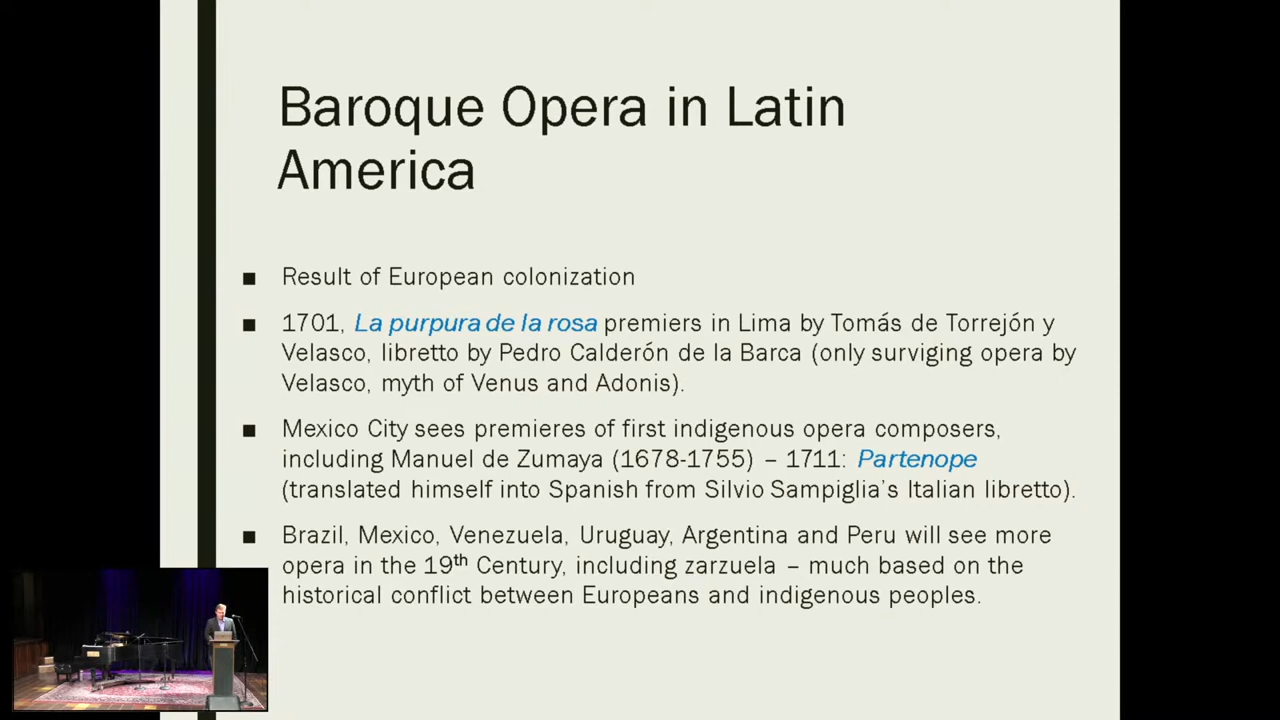 Baroque Opera in Latin
America
■ Result of European colonization
■ 1701, La purpura de la rosa premiers in Lima by Tomás de Torrejón y
Velasco, libretto by Pedro Calderón de la Barca (only surviging opera by
Velasco, myth of Venus and Adonis).
■ Mexico City sees premieres of first indigenous opera composers,
including Manuel de Zumaya (1678-1755) – 1711: Partenope
(translated himself into Spanish from Silvio Sampiglia's Italian libretto).
■ Brazil, Mexico, Venezuela, Uruguay, Argentina and Peru will see more
opera in the 19th Century, including zarzuela – much based on the
historical conflict between Europeans and indigenous peoples.